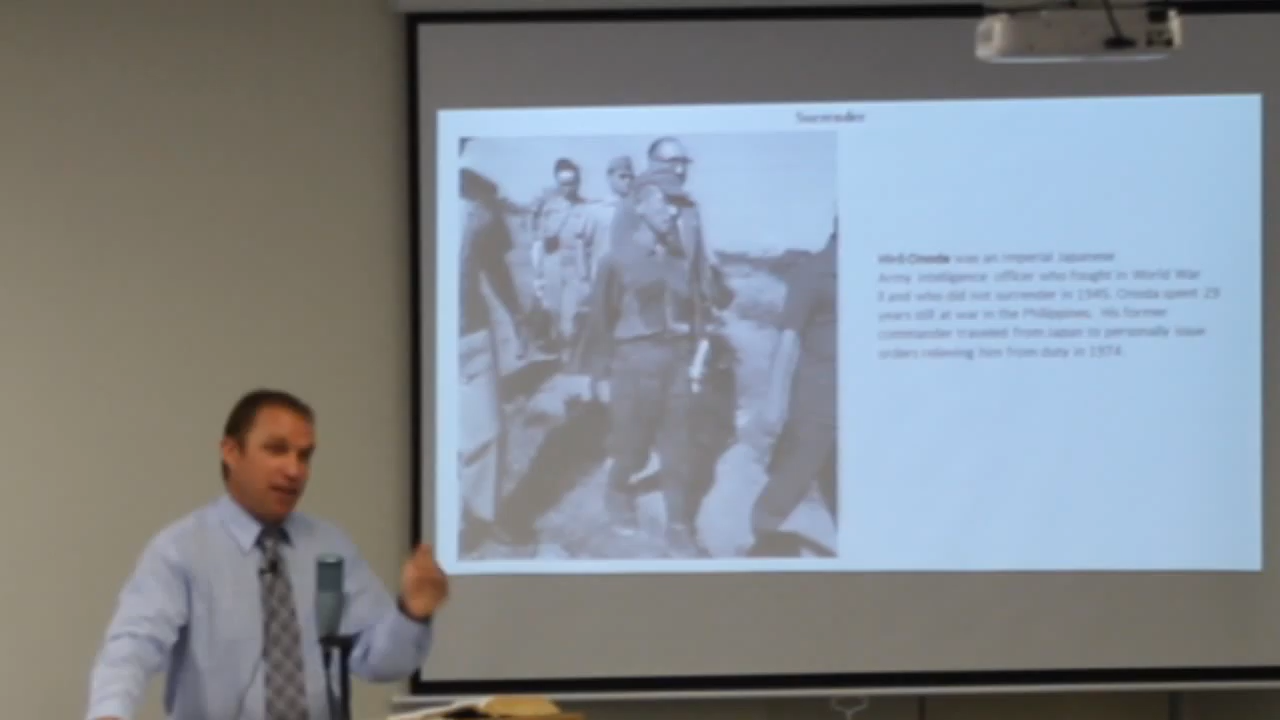 Surrender
Hiró Onoda was an Imperial Japanese
Army intelligence officer who fought in World War
II and who did not surrender in 1945. Onoda spent 29
years still at war in the Philippines. His former
commander traveled from Japan to personally issue
orders relieving him from duty in 1974.